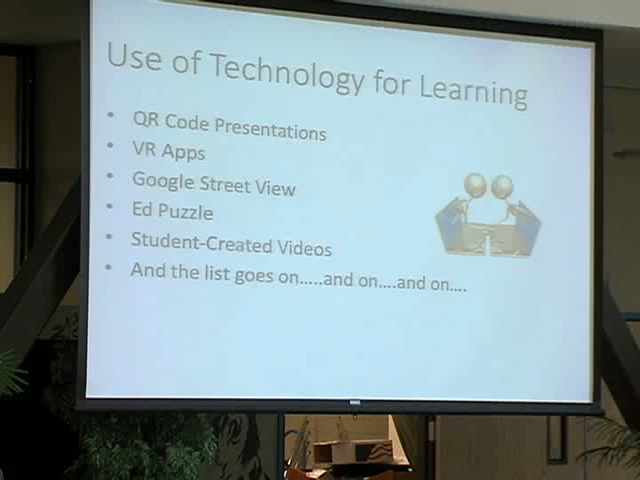 Use of Technology for Learning
• QR Code Presentations
• VR Apps
• Google Street View
• Ed Puzzle
• Student-Created Videos
• And the list goes on.....and on....and on....